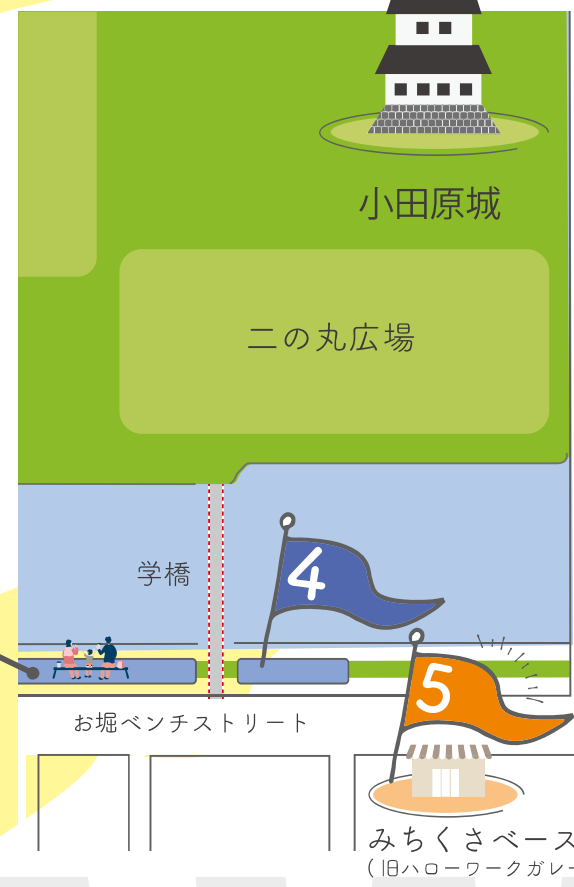 小田原城
二の丸広場
学橋
4
5
お堀ベンチストリート
みちくさベース
(旧ハローワークガレー